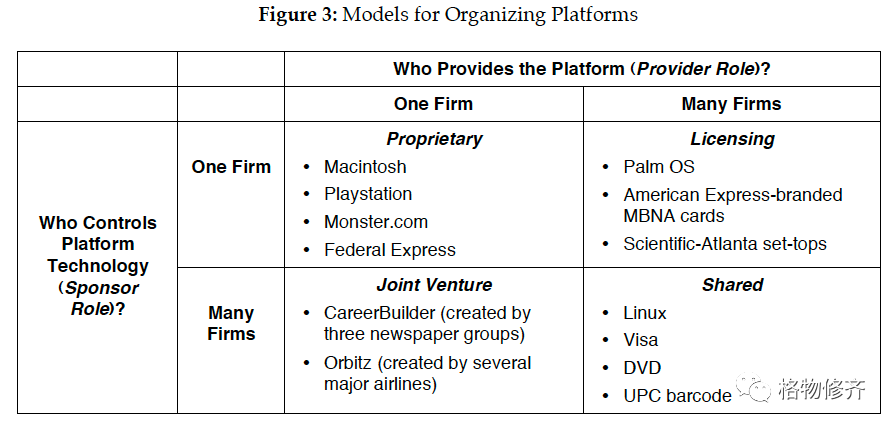 Figure 3: Models for Organizing Platforms
Who Provides the Platform (Provider Role)?
One Firm
Many Firms
Who Controls
Platform
Technology
(Sponsor
Role)?
One Firm
Proprietary
• Macintosh
• Playstation
• Monster.com
• Federal Express
Licensing
• Palm OS
• American Express-branded
MBNA cards
• Scientific-Atlanta set-tops
Many
Firms
Joint Venture
• CareerBuilder (created by
three newspaper groups)
• Orbitz (created by several
major airlines)
Shared
• Linux
• Visa
• DVD
• UPC barcode
格物修齐